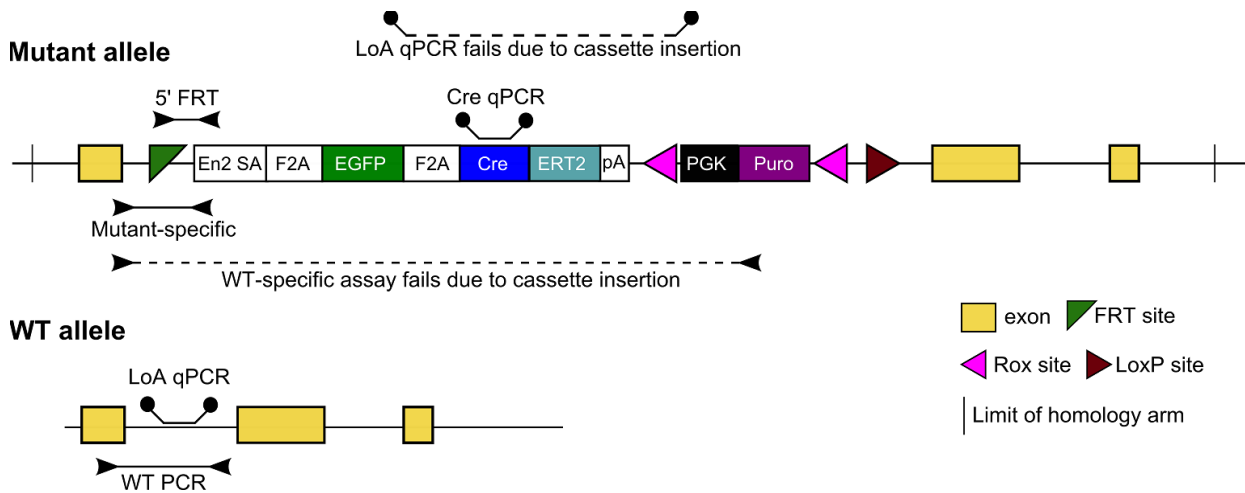 LoA qPCR fails due to cassette insertion
Mutant allele
5' FRT
Cre qPCR
En2 SA F2A EGFP F2A Cre ERT2 pA PGK Puro
Mutant-specific
WT-specific assay fails due to cassette insertion
WT allele
LoA qPCR
WT PCR
exon FRT site
Rox site LoxP site
Limit of homology arm